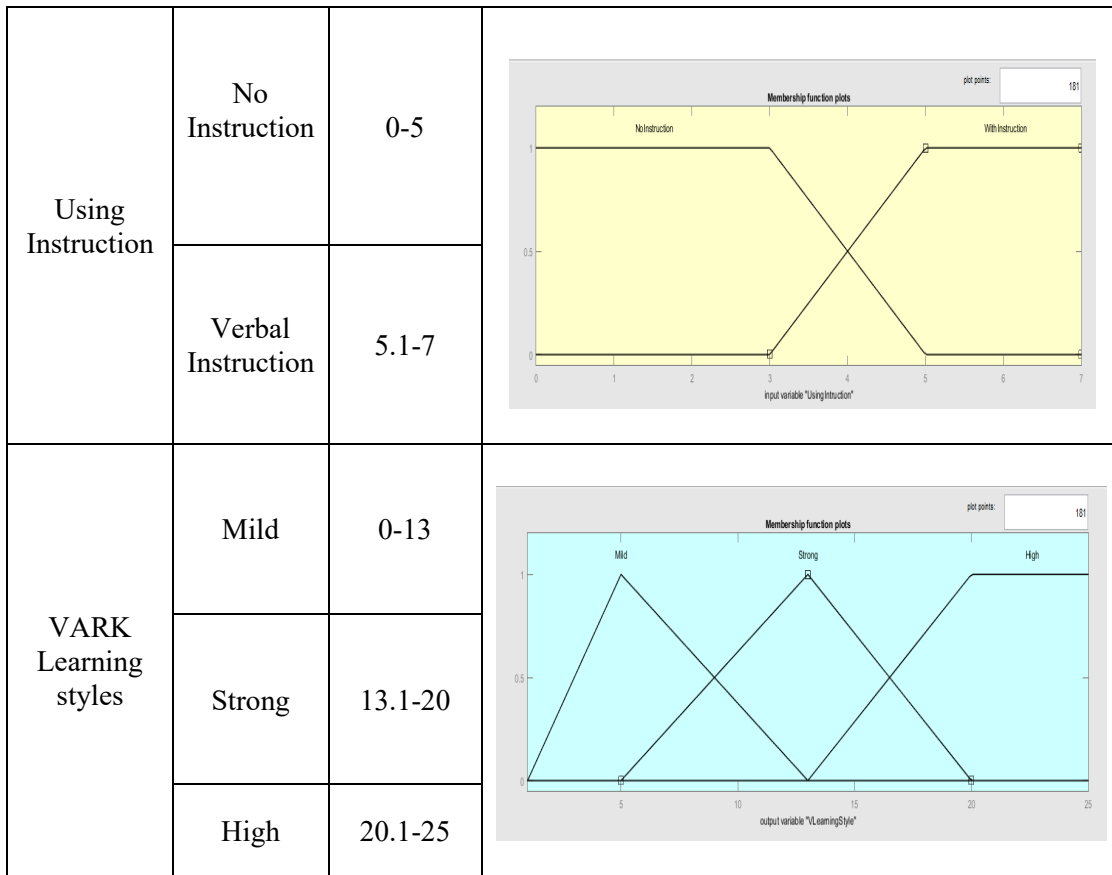 Using
Instruction
No
Instruction
0-5
plot points:
181
Membership function plots
NoInstruction
With Instruction
1
0.5
0
0
1
2
3
4
5
6
7
input variable "UsingIntruction"
Verbal
Instruction
5.1-7
VARK
Learning
styles
Mild
0-13
plot points:
181
Membership function plots
Mild
Strong
High
1
0.5
0
5
10
15
20
25
output variable "VLearningStyle"
Strong
13.1-20
High
20.1-25